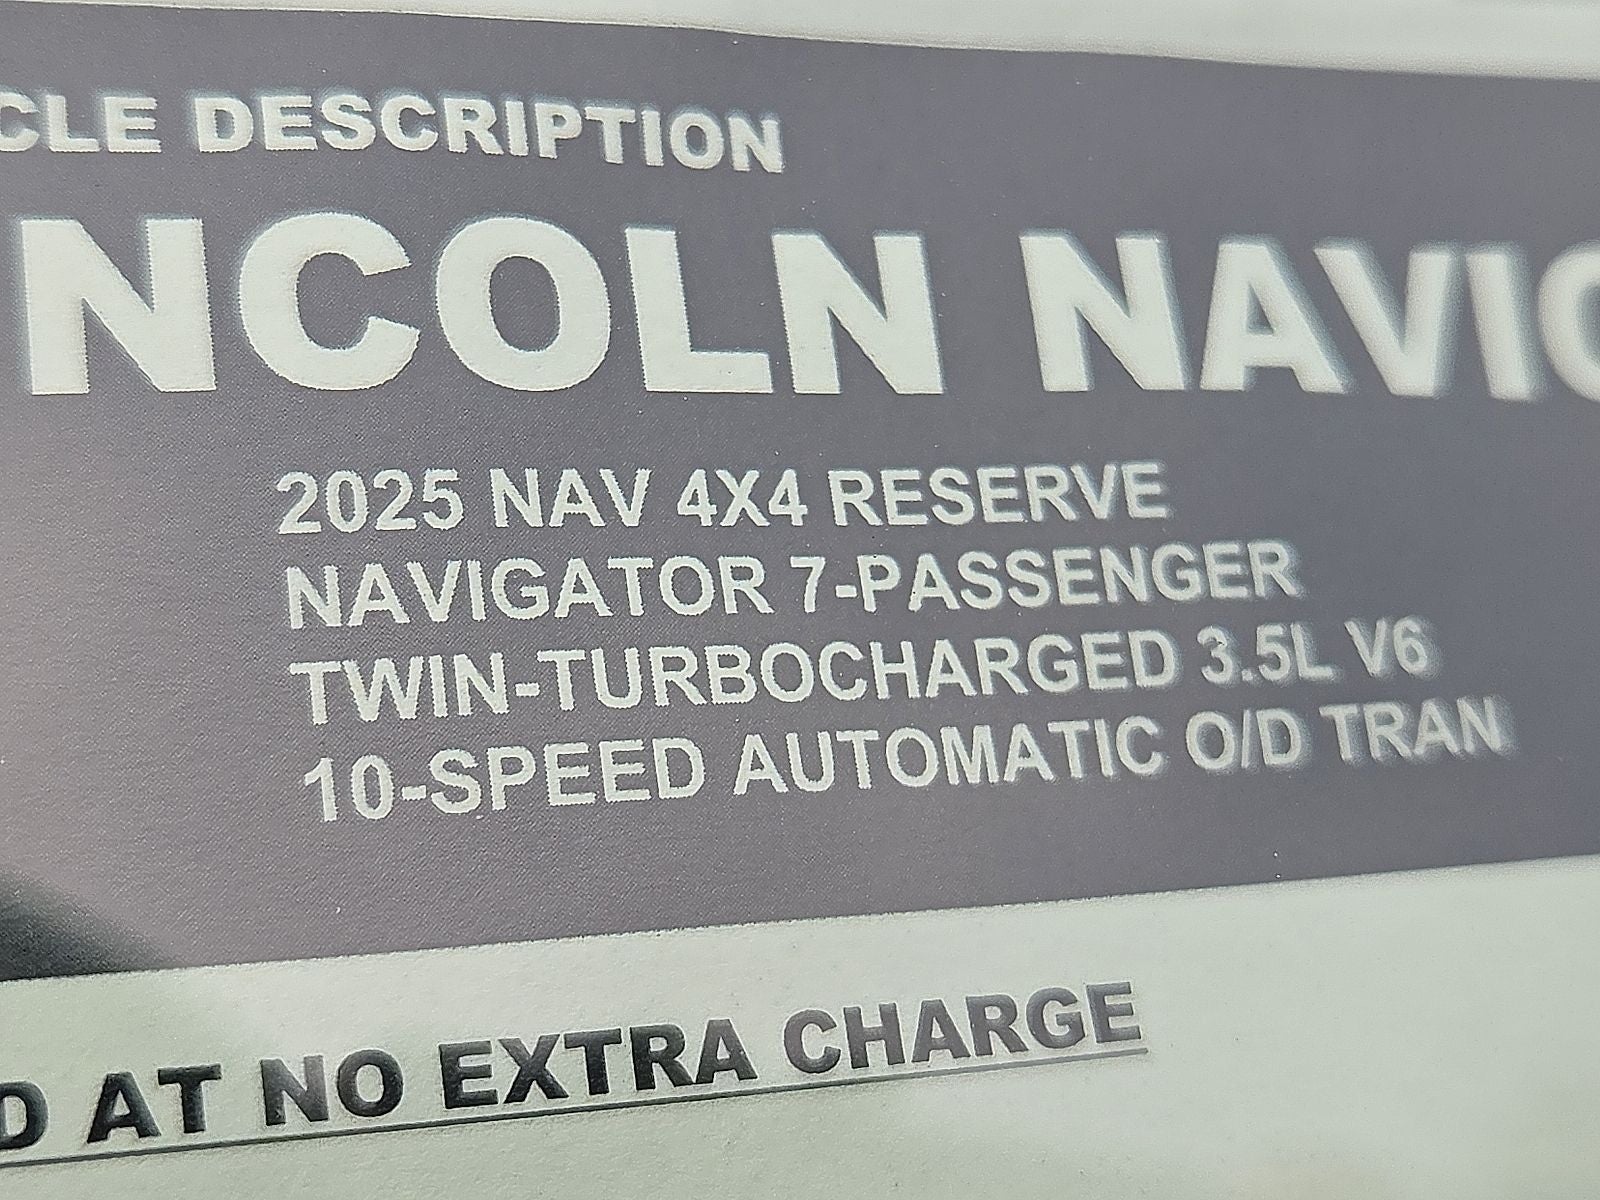 CLE DESCRIPTION
NCOLN NAVIG
2025 NAV 4X4 RESERVE
NAVIGATOR 7-PASSENGER
TWIN-TURBOCHARGED 3.5L V6
10-SPEED AUTOMATIC O/D TRAN
D AT NO EXTRA CHARGE